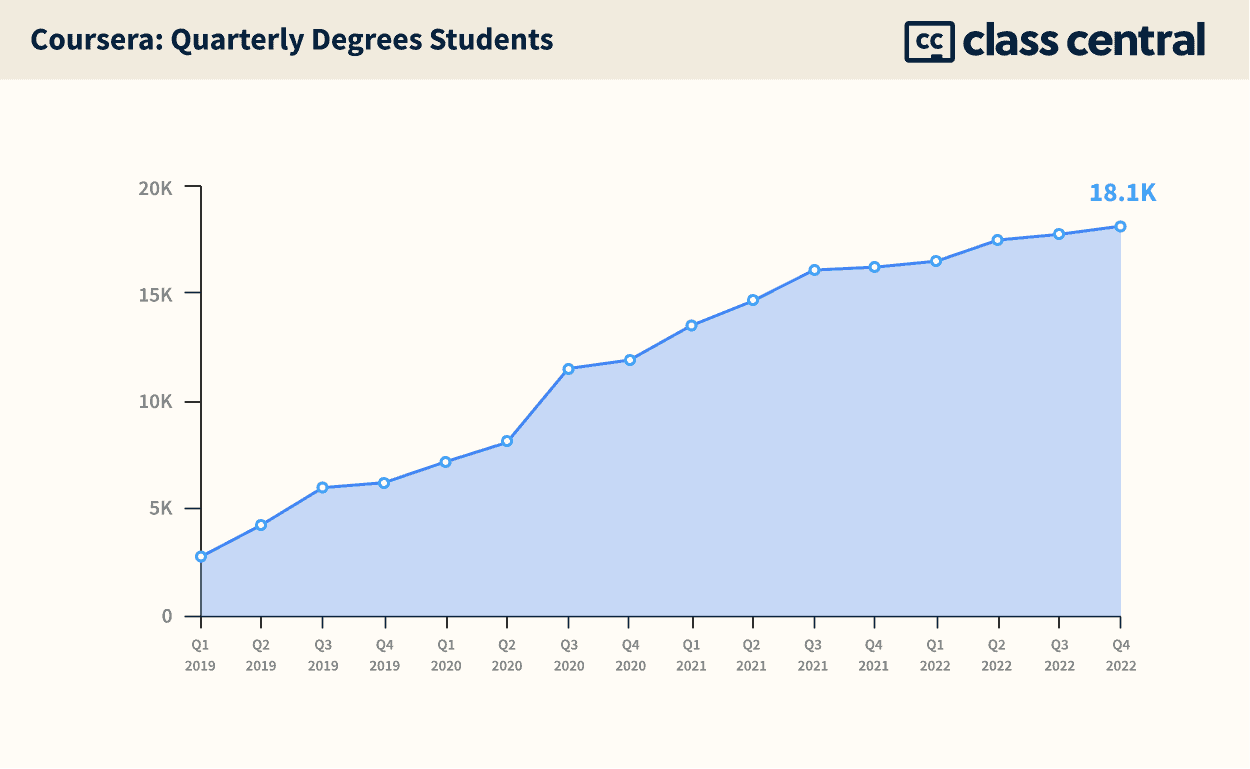 Coursera: Quarterly Degrees Students
cc class central
18.1K
20K
15K
10K
5K
0
Q1 Q2 Q3 Q4 Q1 Q2 Q3 Q4 Q1 Q2 Q3 Q4 Q1 Q2 Q3 Q4
2019 2019 2019 2019 2020 2020 2020 2020 2021 2021 2021 2021 2022 2022 2022 2022